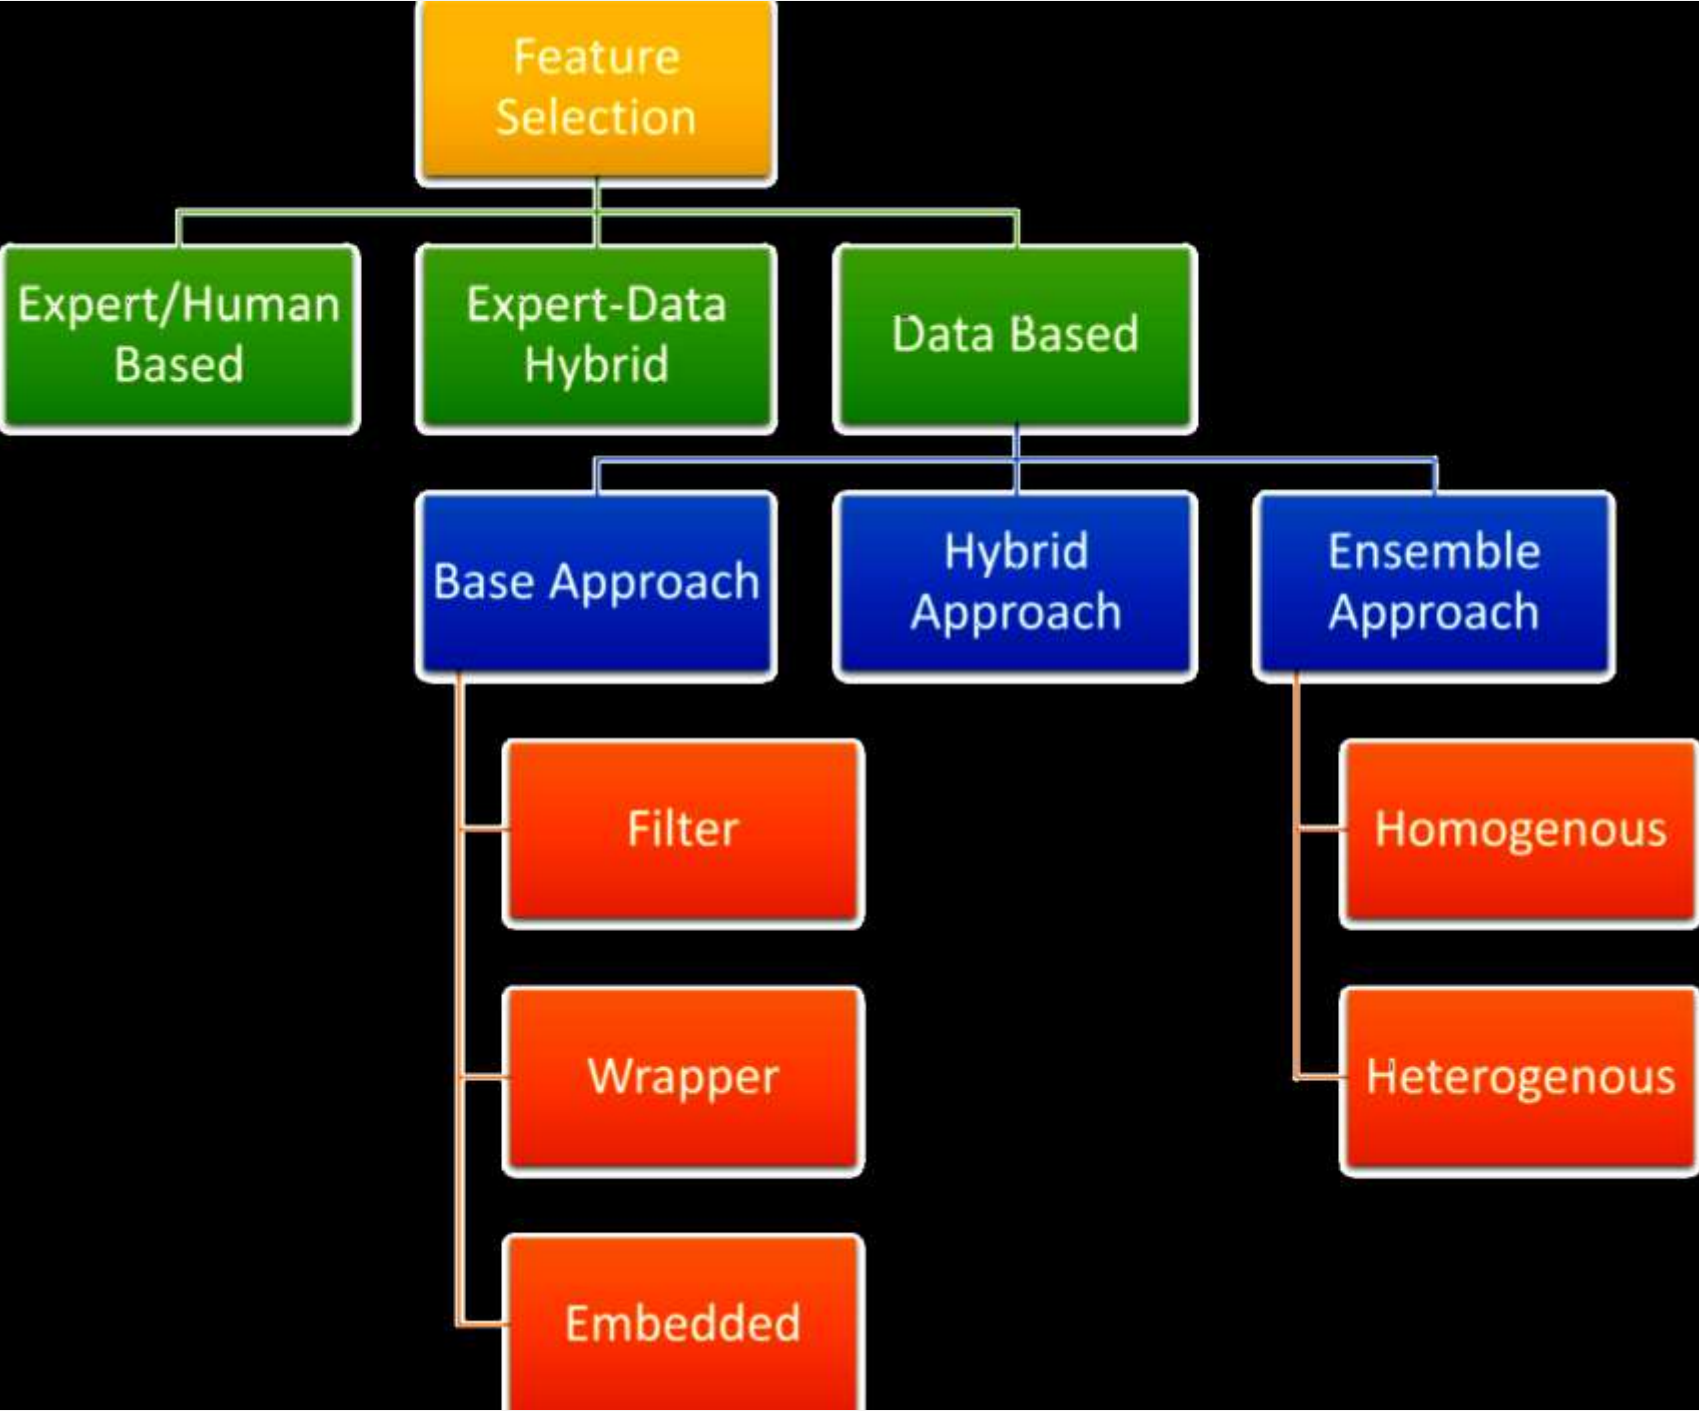 Feature
Selection
Expert/Human
Based
Expert-Data
Hybrid
Data Based
Base Approach
Hybrid
Approach
Ensemble
Approach
Filter
Wrapper
Embedded
Homogenous
Heterogenous